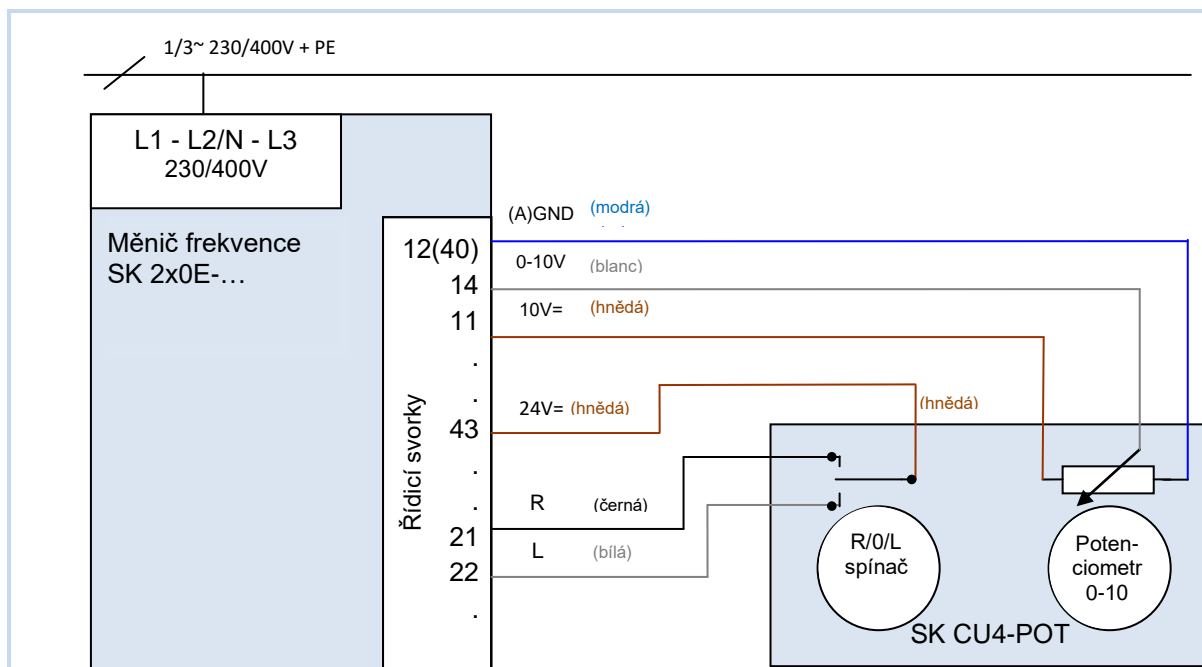 1/3~ 230/400V + PE
L1 - L2/N - L3
230/400V
Měnič frekvence
SK 2x0E-…
Řídicí svorky
12(40)
14
11
.
.
43
.
.
21
22
.
(A)GND (modrá)
0-10V (blanc)
10V= (hnědá)
24V= (hnědá)
(hnědá)
R (černá)
L (bílá)
R/0/L
spínač
Poten-
ciometr
0-10
SK CU4-POT